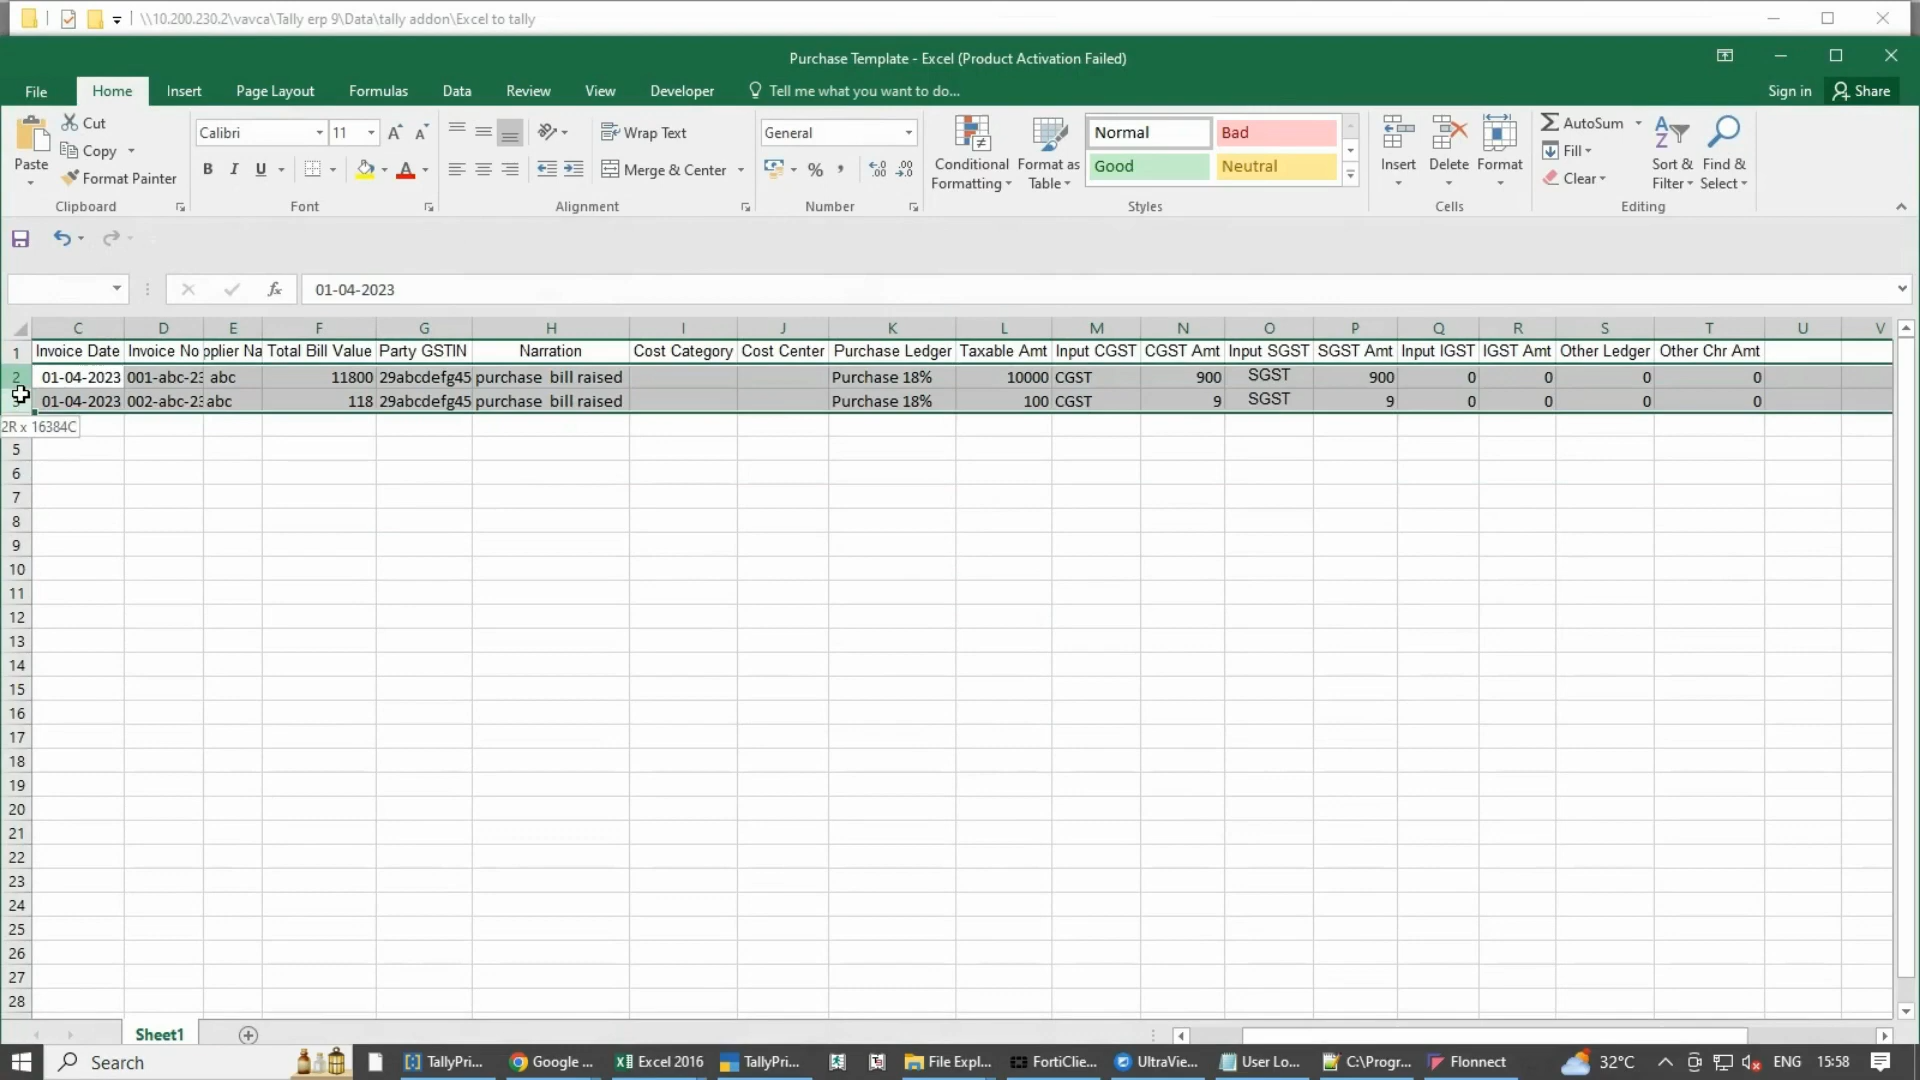 \\10.200.230.2\vavca\Tally erp 9\Data\tally addon\Excel to tally
Purchase Template - Excel (Product Activation Failed)
File Home Insert Page Layout Formulas Data Review View Developer Tell me what you want to do... Sign in Share
Cut
Copy
Format Painter
Paste
Clipboard
Calibri 11
B I U
Font
Wrap Text
Merge & Center
Alignment
General
%
Number
Conditional Formatting
Format as Table
Normal Bad
Good Neutral
Styles
Insert Delete Format
Cells
AutoSum
Fill
Clear
Sort & Filter
Find & Select
Editing
fx 01-04-2023
C D E F G H I J K L M N O P Q R S T U V
1 Invoice Date Invoice No pplier Na Total Bill Value Party GSTIN Narration Cost Category Cost Center Purchase Ledger Taxable Amt Input CGST CGST Amt Input SGST SGST Amt Input IGST IGST Amt Other Ledger Other Chr Amt
2 01-04-2023 001-abc-23 abc 11800 29abcdefg45 purchase bill raised Purchase 18% 10000 CGST 900 SGST 900 0 0 0 0
01-04-2023 002-abc-23 abc 118 29abcdefg45 purchase bill raised Purchase 18% 100 CGST 9 SGST 9 0 0 0 0
2R x 16384C
5
6
7
8
9
10
11
12
13
14
15
16
17
18
19
20
21
22
23
24
25
26
27
28
Sheet1
Search TallyPri... Google ... Excel 2016 TallyPri... File Expl... FortiClie... UltraVie... User Lo... C:\Progr... Flonnect 32°C ENG 15:58